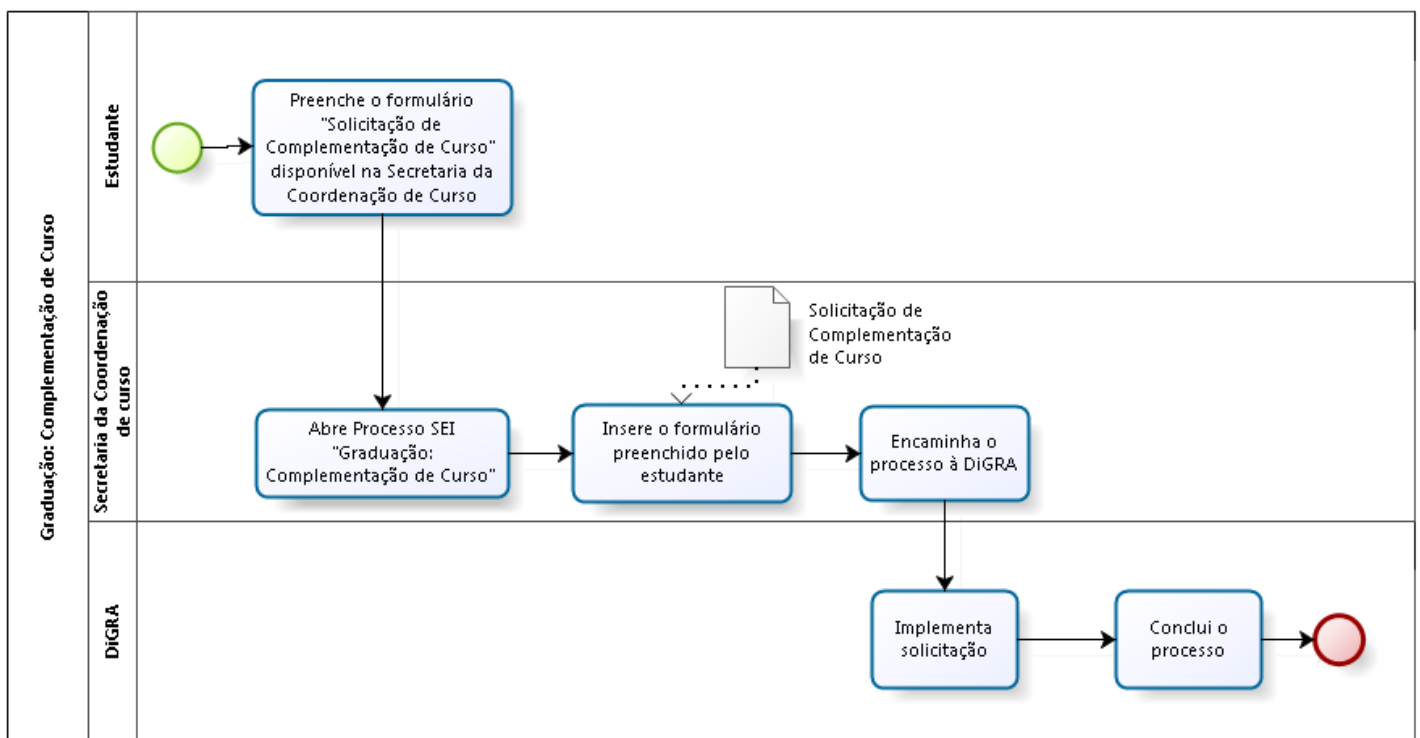 Graduação: Complementação de Curso
Estudante
Preenche o formulário
"Solicitação de
Complementação de Curso"
disponível na Secretaria da
Coordenação de Curso
Secretaria da Coordenação
de curso
Abre Processo SEI
"Graduação:
Complementação de Curso"
Insere o formulário
preenchido pelo
estudante
Solicitação de
Complementação
de Curso
Encaminha o
processo à DiGRA
DiGRA
Implementa
solicitação
Conclui o
processo